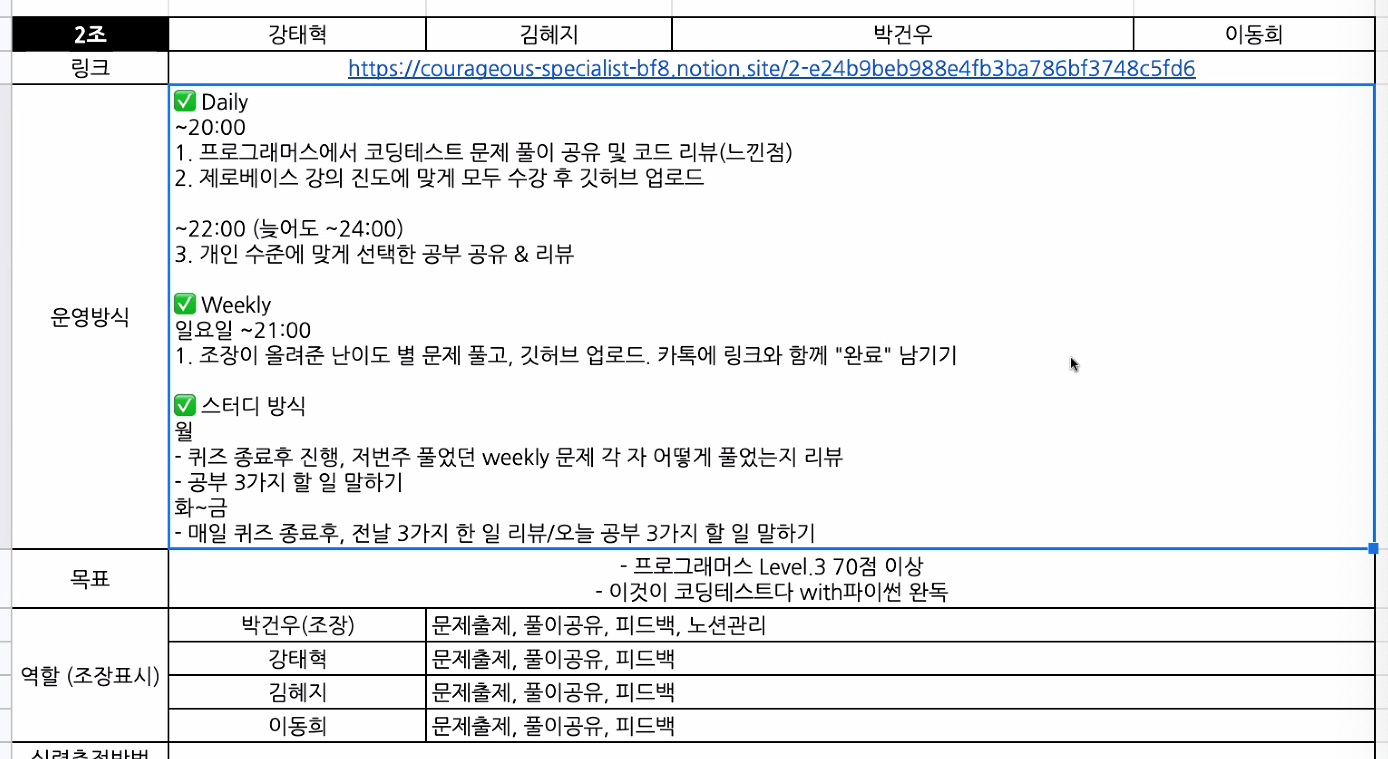 2조 강태혁 김혜지 박건우 이동희
링크 https://courageous-specialist-bf8.notion.site/2-e24b9beb988e4fb3ba786bf3748c5fd6
운영방식
✅ Daily
~20:00
1. 프로그래머스에서 코딩테스트 문제 풀이 공유 및 코드 리뷰(느낀점)
2. 제로베이스 강의 진도에 맞게 모두 수강 후 깃허브 업로드
~22:00 (늦어도 ~24:00)
3. 개인 수준에 맞게 선택한 공부 공유 & 리뷰
✅ Weekly
일요일 ~21:00
1. 조장이 올려준 난이도 별 문제 풀고, 깃허브 업로드. 카톡에 링크와 함께 "완료" 남기기
✅ 스터디 방식
월
- 퀴즈 종료후 진행, 저번주 풀었던 weekly 문제 각 자 어떻게 풀었는지 리뷰
- 공부 3가지 할 일 말하기
화~금
- 매일 퀴즈 종료후, 전날 3가지 한 일 리뷰/오늘 공부 3가지 할 일 말하기
목표
- 프로그래머스 Level.3 70점 이상
- 이것이 코딩테스트다 with파이썬 완독
역할 (조장표시)
박건우(조장) 문제출제, 풀이공유, 피드백, 노션관리
강태혁 문제출제, 풀이공유, 피드백
김혜지 문제출제, 풀이공유, 피드백
이동희 문제출제, 풀이공유, 피드백